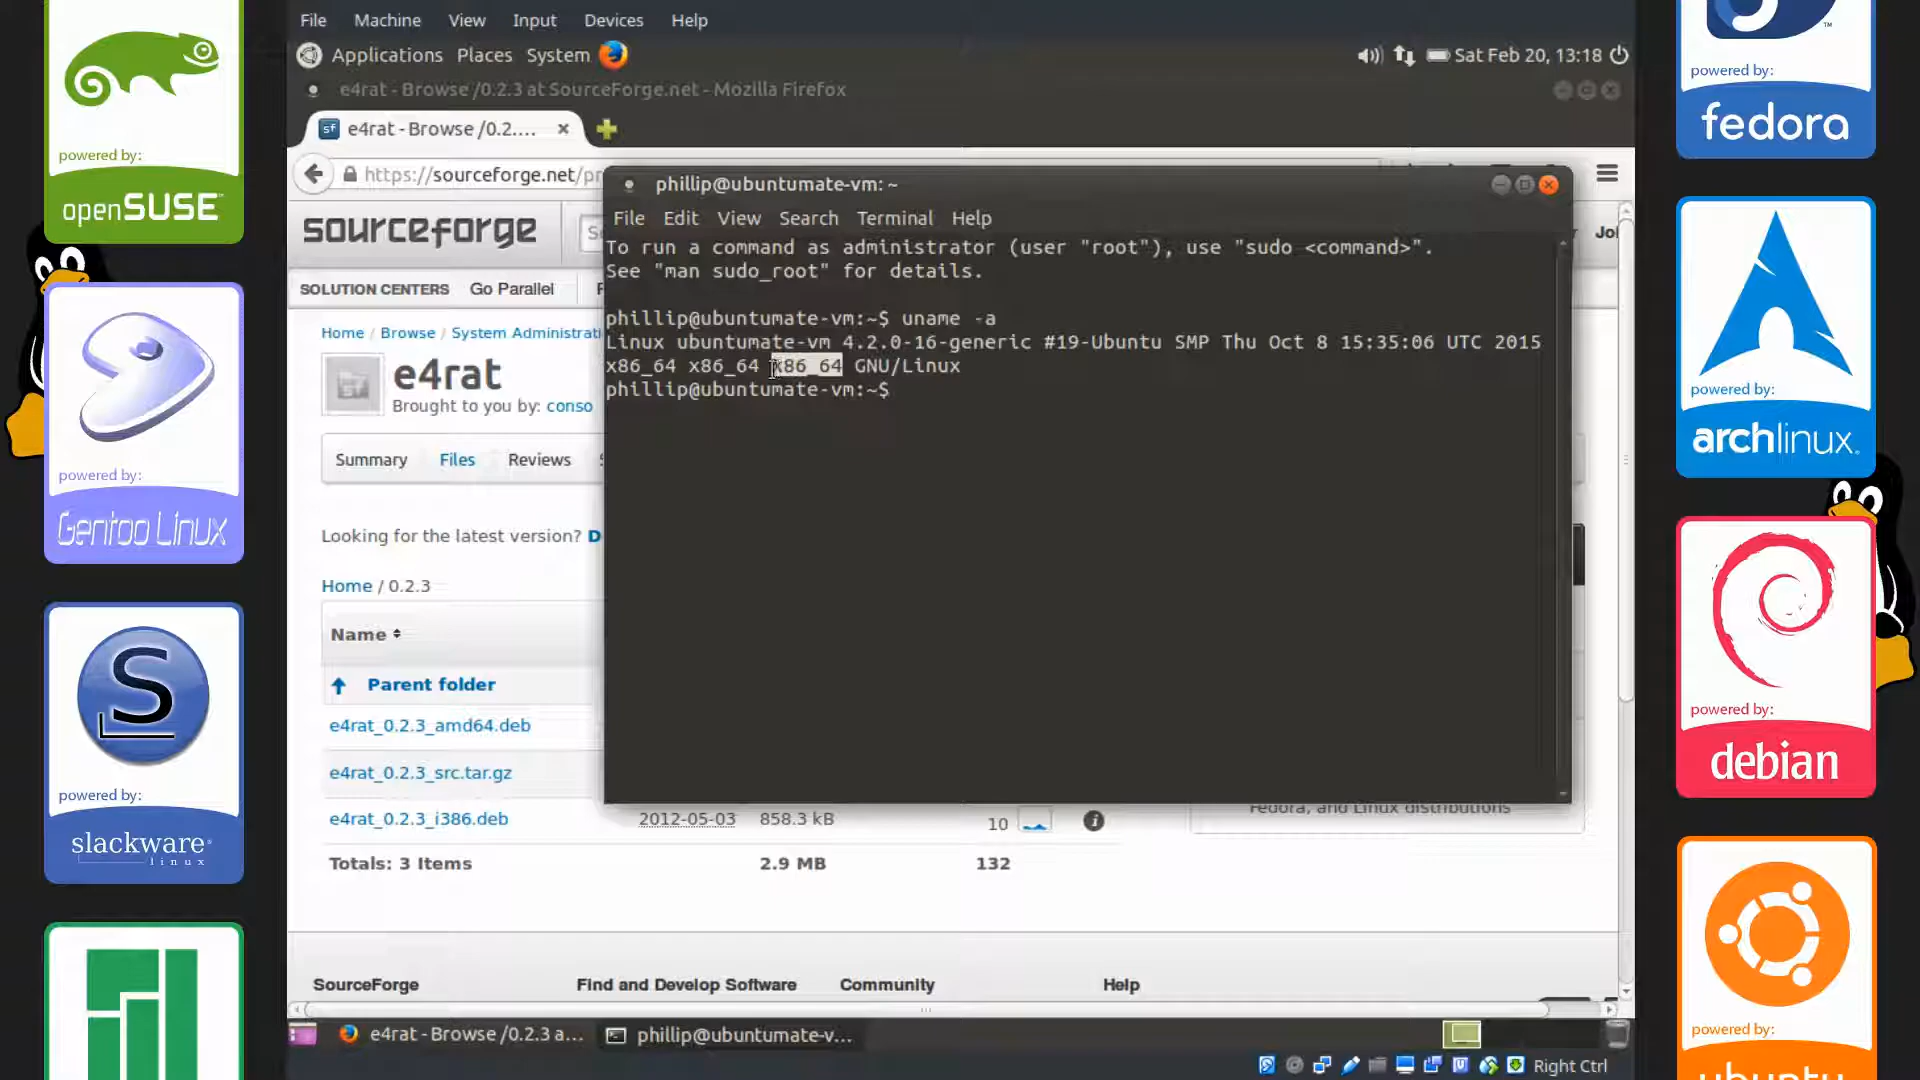 File Machine View Input Devices Help
Applications Places System
Sat Feb 20, 13:18
e4rat - Browse /0.2.3 at SourceForge.net - Mozilla Firefox
sf e4rat - Browse /0.2....
https://sourceforge.net/pr
phillip@ubuntumate-vm: ~
File Edit View Search Terminal Help
To run a command as administrator (user "root"), use "sudo <command>".
See "man sudo_root" for details.
phillip@ubuntumate-vm:~$ uname -a
Linux ubuntumate-vm 4.2.0-16-generic #19-Ubuntu SMP Thu Oct 8 15:35:06 UTC 2015
x86_64 x86_64 x86_64 GNU/Linux
phillip@ubuntumate-vm:~$
sourceforge
SOLUTION CENTERS Go Parallel
Home / Browse / System Administrati
e4rat
Brought to you by: conso
Summary Files Reviews
Looking for the latest version? D
Home / 0.2.3
Name
Parent folder
e4rat_0.2.3_amd64.deb
e4rat_0.2.3_src.tar.gz
e4rat_0.2.3_i386.deb 2012-05-03 858.3 kB 10
Fedora, and Linux distributions
Totals: 3 Items 2.9 MB 132
SourceForge Find and Develop Software Community Help
e4rat - Browse /0.2.3 a...
phillip@ubuntumate-v...
Right Ctrl
powered by:
openSUSE
powered by:
Gentoo Linux
powered by:
slackware
linux
powered by:
fedora
powered by:
archlinux
powered by:
debian
powered by:
ubuntu